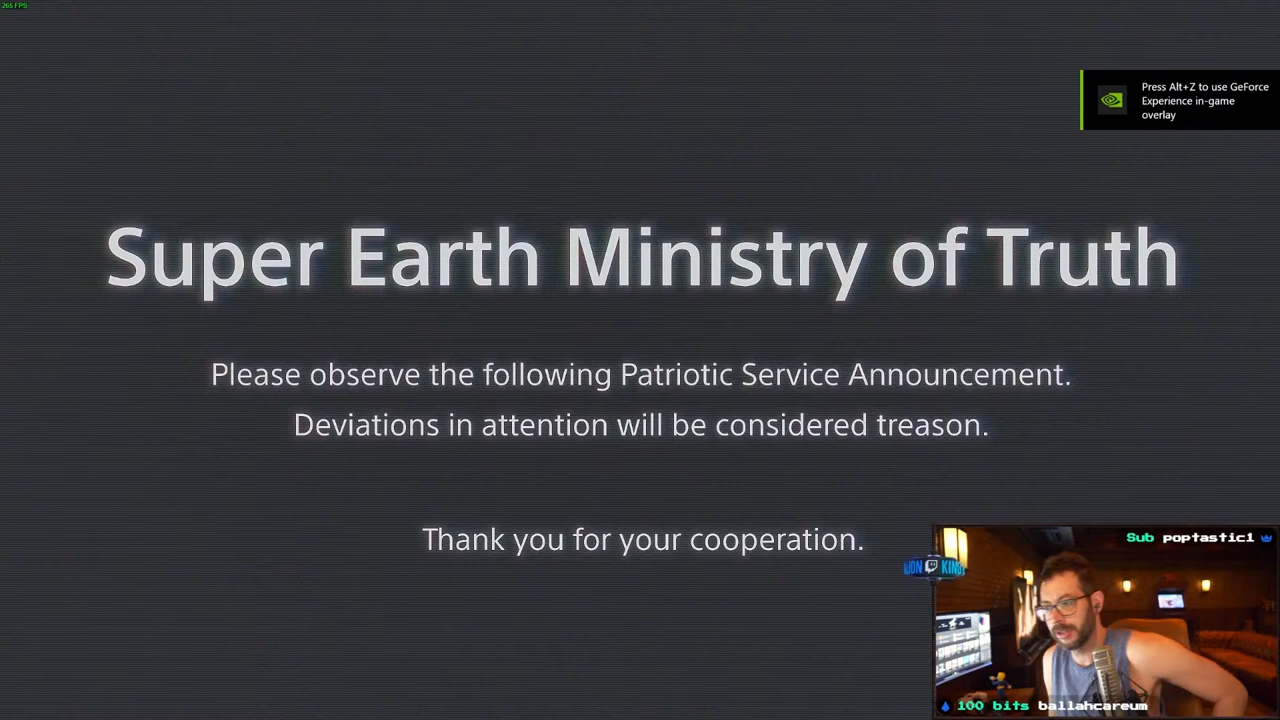 265 FPS
Press Alt+Z to use GeForce
Experience in-game
overlay
Super Earth Ministry of Truth
Please observe the following Patriotic Service Announcement.
Deviations in attention will be considered treason.
Thank you for your cooperation.
Sub poptastic1
100 bits ballahcareum